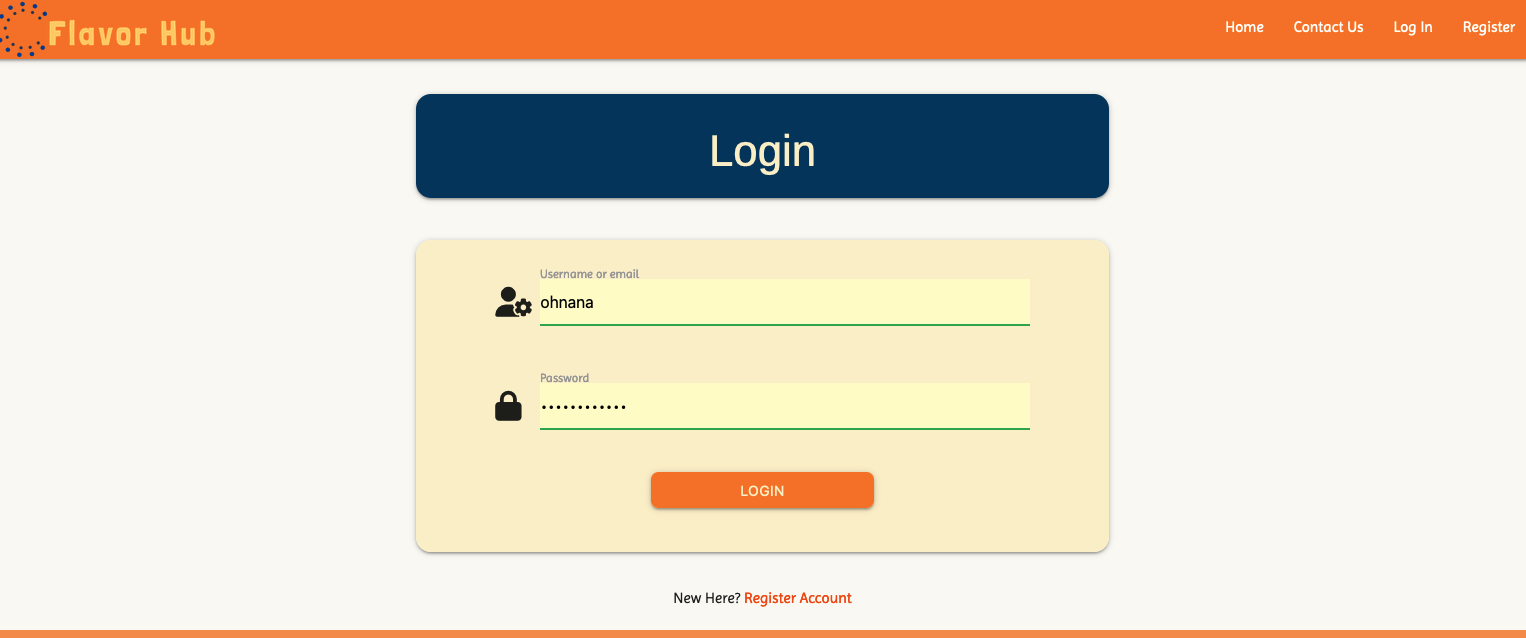 Flavor Hub
Home Contact Us Log In Register
Login
Username or email
ohnana
Password
••••••••••••
LOGIN
New Here? Register Account